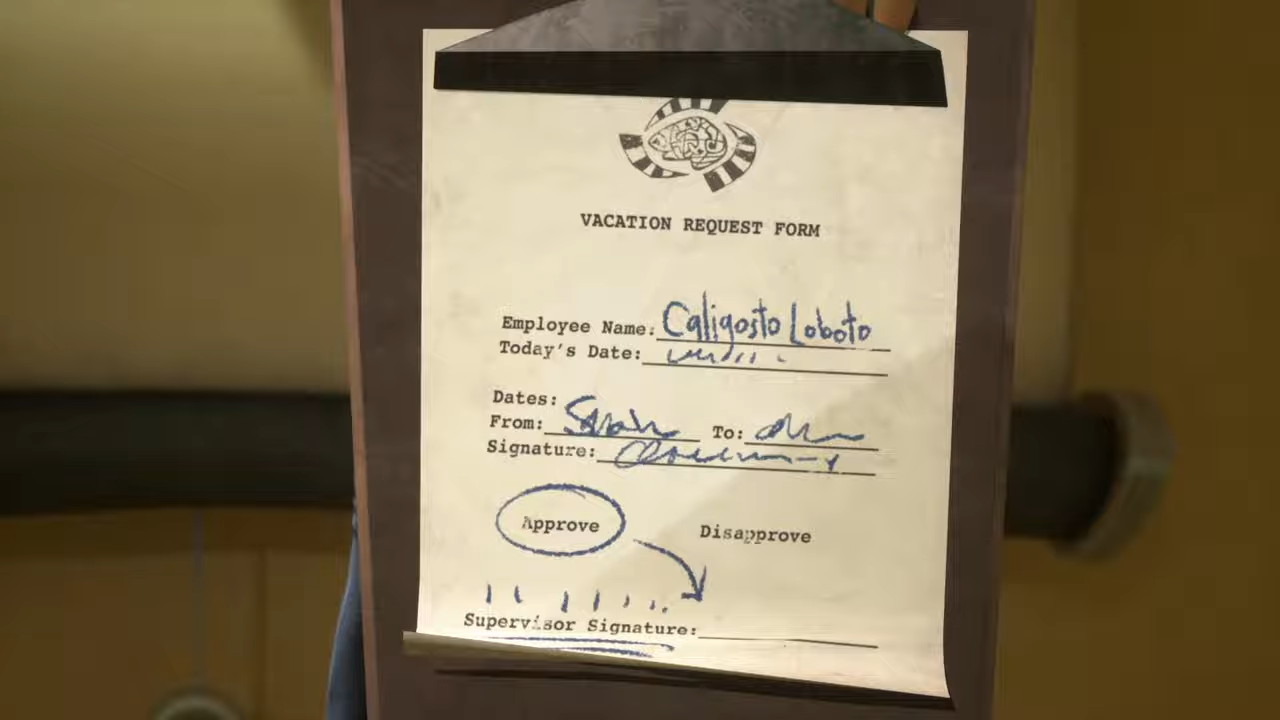 VACATION REQUEST FORM
Employee Name: Caligosto Loboto
Today's Date:
Dates:
From: To:
Signature:
Approve Disapprove
Supervisor Signature: